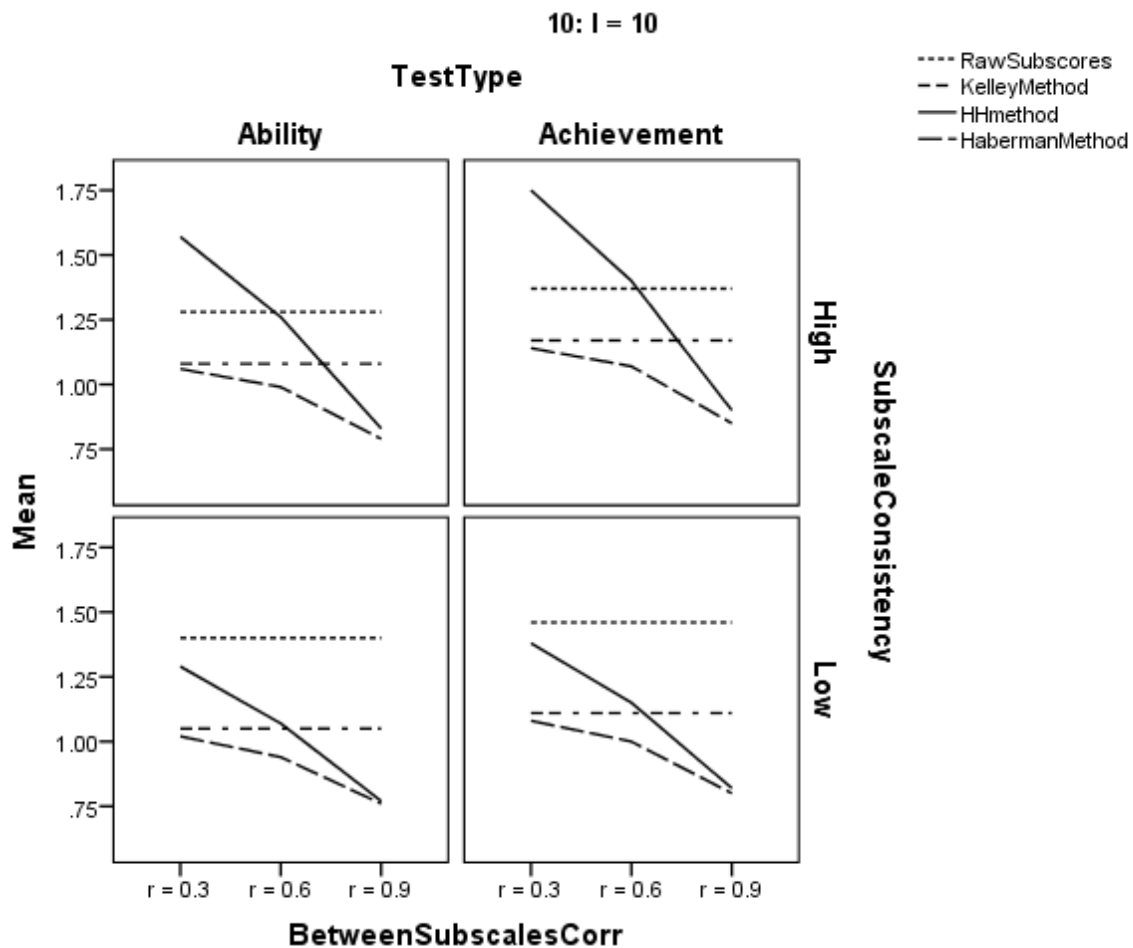 10: I = 10
TestType
RawSubscores
KelleyMethod
HHmethod
HabermanMethod
Ability
Achievement
1.75
1.50
1.25
1.00
.75
High
Mean
SubscaleConsistency
1.75
1.50
1.25
1.00
.75
Low
r = 0.3 r = 0.6 r = 0.9 r = 0.3 r = 0.6 r = 0.9
BetweenSubscalesCorr